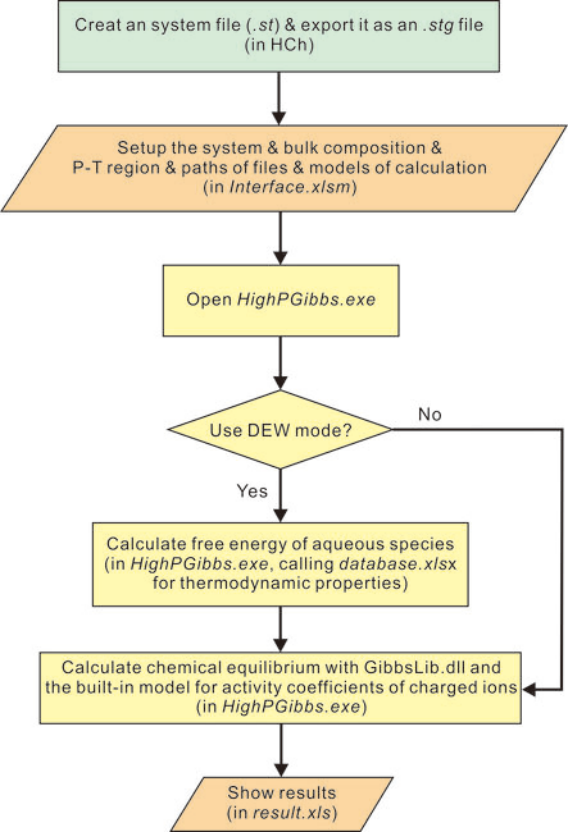 Creat an system file (.st) & export it as an .stg file
(in HCh)
Setup the system & bulk composition &
P-T region & paths of files & models of calculation
(in Interface.xlsm)
Open HighPGibbs.exe
Use DEW mode?
No
Yes
Calculate free energy of aqueous species
(in HighPGibbs.exe, calling database.xlsx
for thermodynamic properties)
Calculate chemical equilibrium with GibbsLib.dll and
the built-in model for activity coefficients of charged ions
(in HighPGibbs.exe)
Show results
(in result.xls)